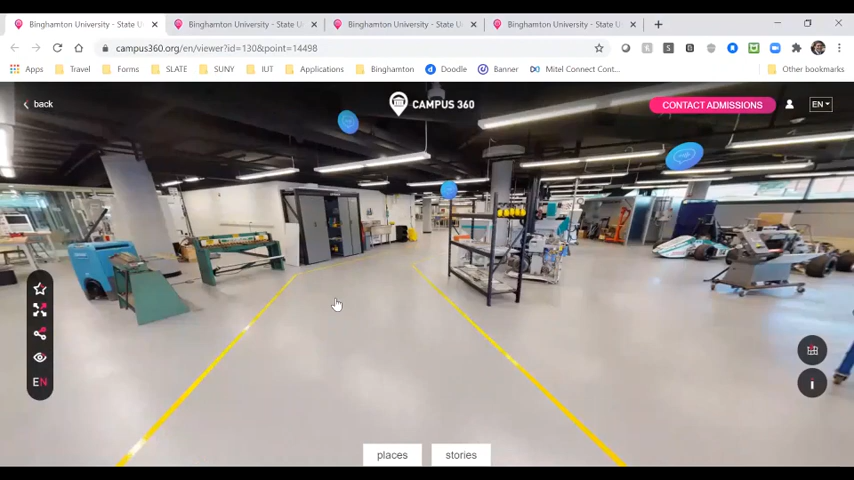 Binghamton University - State U
Binghamton University - State U
Binghamton University - State U
Binghamton University - State U
campus360.org/en/viewer?id=130&point=14498
Apps
Travel
Forms
SLATE
SUNY
IUT
Applications
Binghamton
Doodle
Banner
Mitel Connect Cont...
Other bookmarks
back
CAMPUS 360
CONTACT ADMISSIONS
EN
EN
places
stories